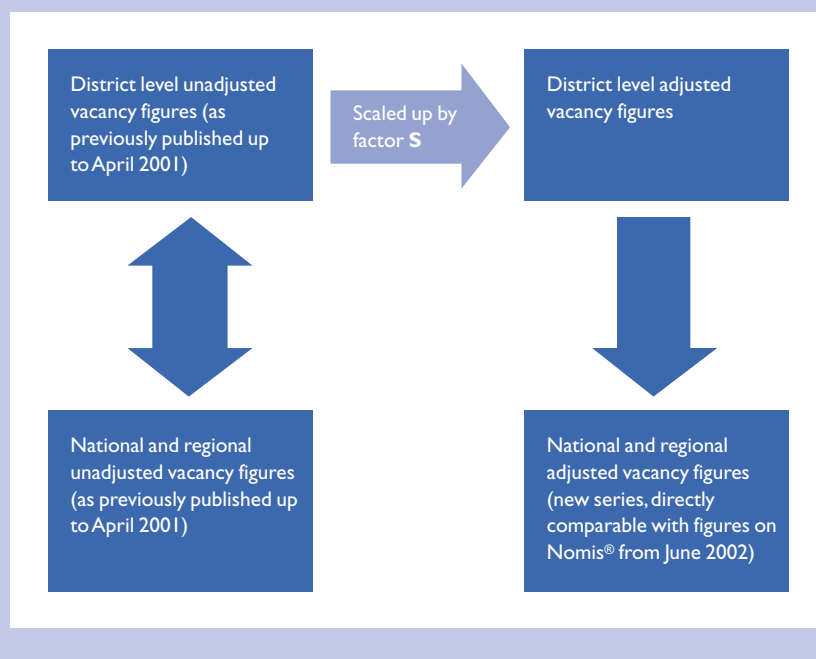 District level unadjusted
vacancy figures (as
previously published up
to April 2001)
Scaled up by
factor S
District level adjusted
vacancy figures
National and regional
unadjusted vacancy figures
(as previously published up
to April 2001)
National and regional
adjusted vacancy figures
(new series, directly
comparable with figures on
Nomis® from June 2002)